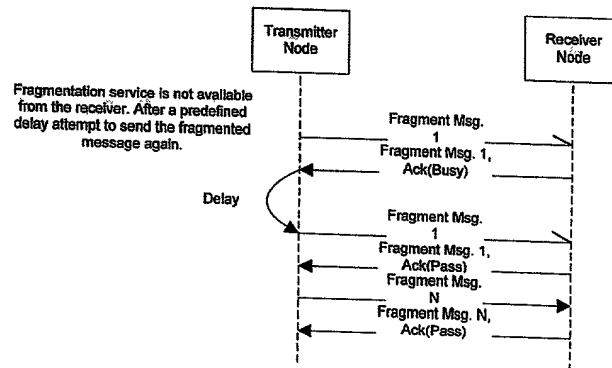 Transmitter
Node
Receiver
Node
Fragmentation service is not available
from the receiver. After a predefined
delay attempt to send the fragmented
message again.
Fragment Msg.
1
Fragment Msg. 1,
Ack(Busy)
Delay
Fragment Msg.
1
Fragment Msg. 1,
Ack(Pass)
Fragment Msg.
N
Fragment Msg. N,
Ack(Pass)